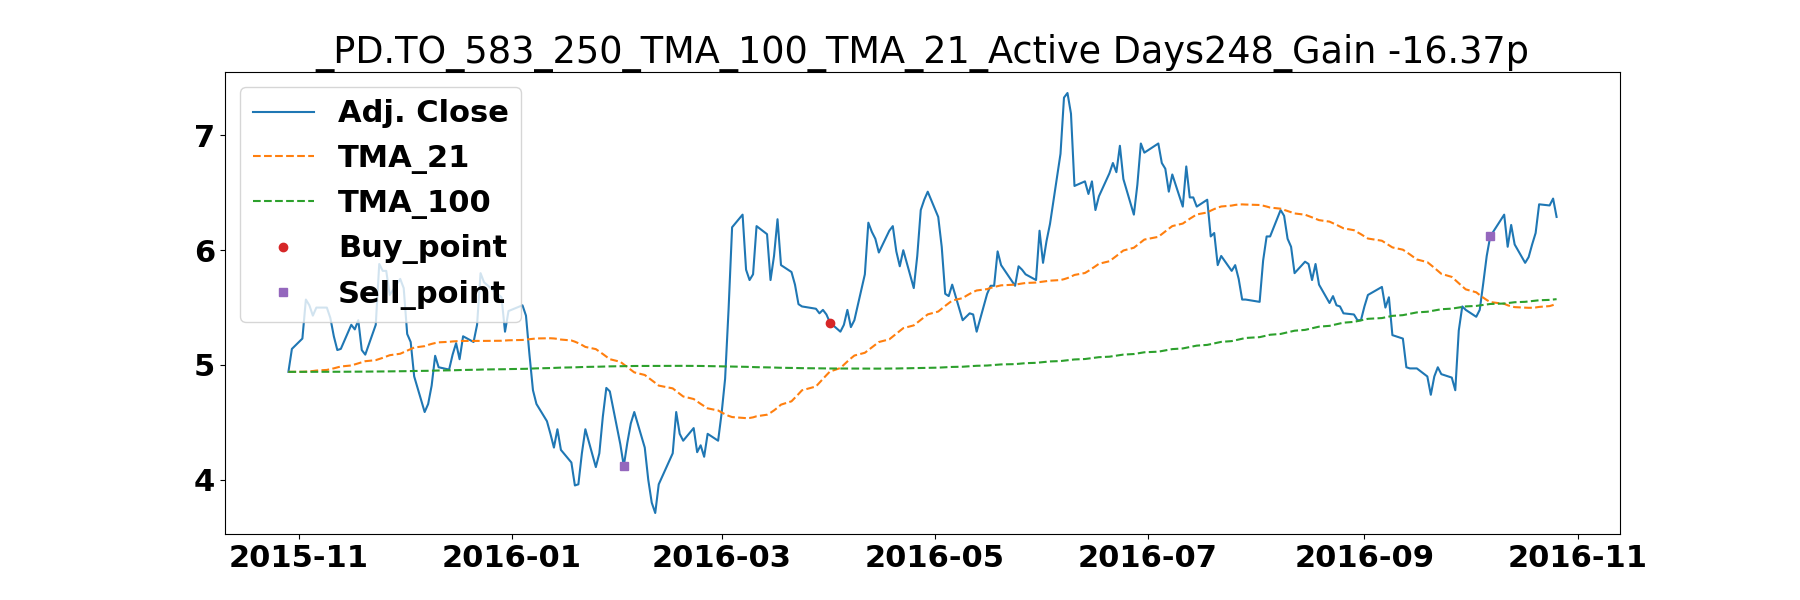 _PD.TO_583_250_TMA_100_TMA_21_Active Days248_Gain -16.37p
Adj. Close
TMA_21
TMA_100
Buy_point
Sell_point
7
6
5
4
2015-11 2016-01 2016-03 2016-05 2016-07 2016-09 2016-11